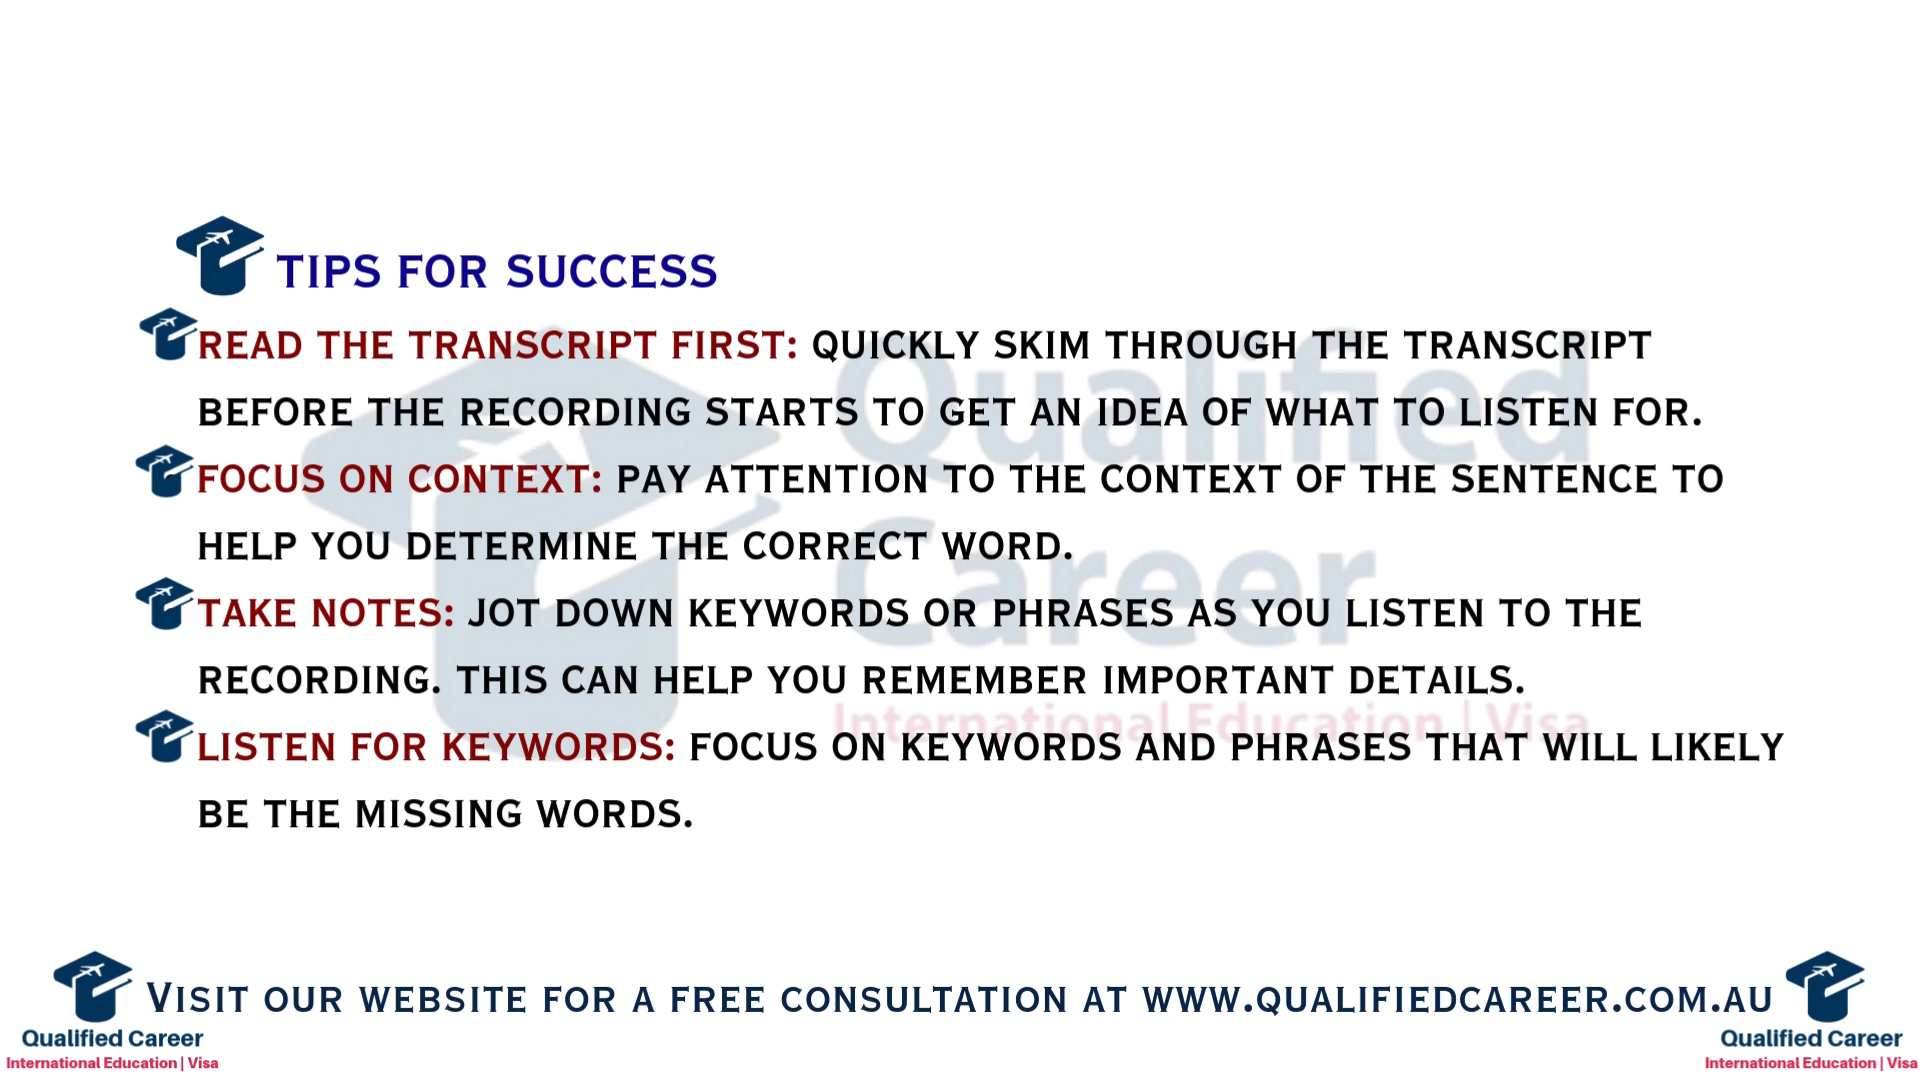 TIPS FOR SUCCESS
READ THE TRANSCRIPT FIRST: QUICKLY SKIM THROUGH THE TRANSCRIPT
BEFORE THE RECORDING STARTS TO GET AN IDEA OF WHAT TO LISTEN FOR.
FOCUS ON CONTEXT: PAY ATTENTION TO THE CONTEXT OF THE SENTENCE TO
HELP YOU DETERMINE THE CORRECT WORD.
TAKE NOTES: JOT DOWN KEYWORDS OR PHRASES AS YOU LISTEN TO THE
RECORDING. THIS CAN HELP YOU REMEMBER IMPORTANT DETAILS.
LISTEN FOR KEYWORDS: FOCUS ON KEYWORDS AND PHRASES THAT WILL LIKELY
BE THE MISSING WORDS.
Qualified
Career
International Education | Visa
VISIT OUR WEBSITE FOR A FREE CONSULTATION AT WWW.QUALIFIEDCAREER.COM.AU
Qualified Career
International Education | Visa
Qualified Career
International Education | Visa